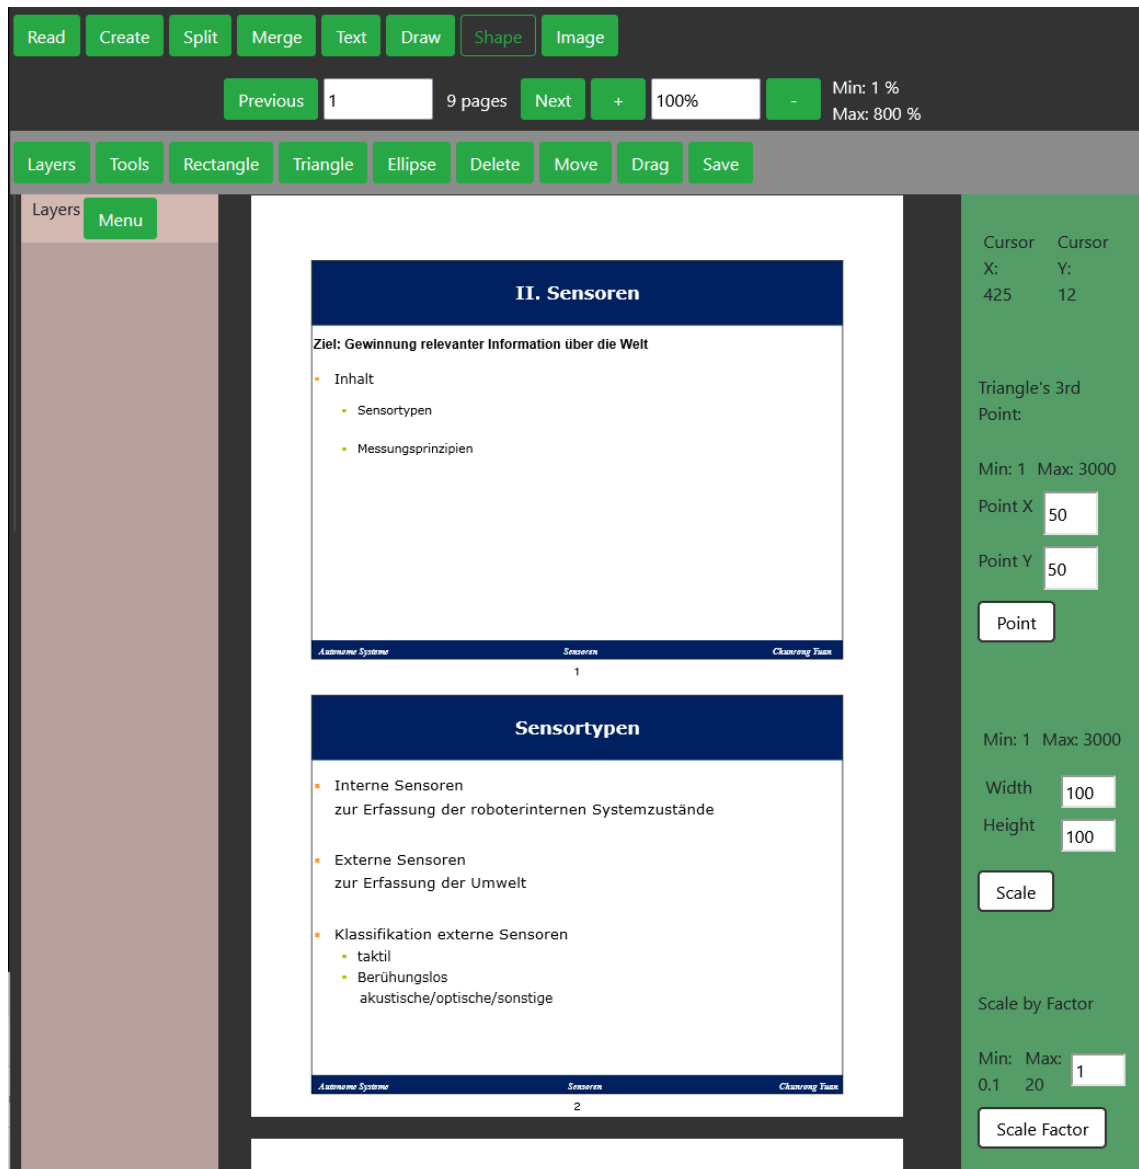 Read Create Split Merge Text Draw Shape Image
Previous 1 9 pages Next + 100% - Min: 1 %
Max: 800 %
Layers Tools Rectangle Triangle Ellipse Delete Move Drag Save
Layers Menu
II. Sensoren
Ziel: Gewinnung relevanter Information über die Welt
Inhalt
Sensortypen
Messungsprinzipien
Autonome Systeme Sensoren Chunrong Yuan
1
Sensortypen
Interne Sensoren
zur Erfassung der roboterinternen Systemzustände
Externe Sensoren
zur Erfassung der Umwelt
Klassifikation externe Sensoren
taktil
Berühungslos
akustische/optische/sonstige
Autonome Systeme Sensoren Chunrong Yuan
2
Cursor Cursor
X: Y:
425 12
Triangle's 3rd
Point:
Min: 1 Max: 3000
Point X 50
Point Y 50
Point
Min: 1 Max: 3000
Width 100
Height 100
Scale
Scale by Factor
Min: Max: 1
0.1 20
Scale Factor